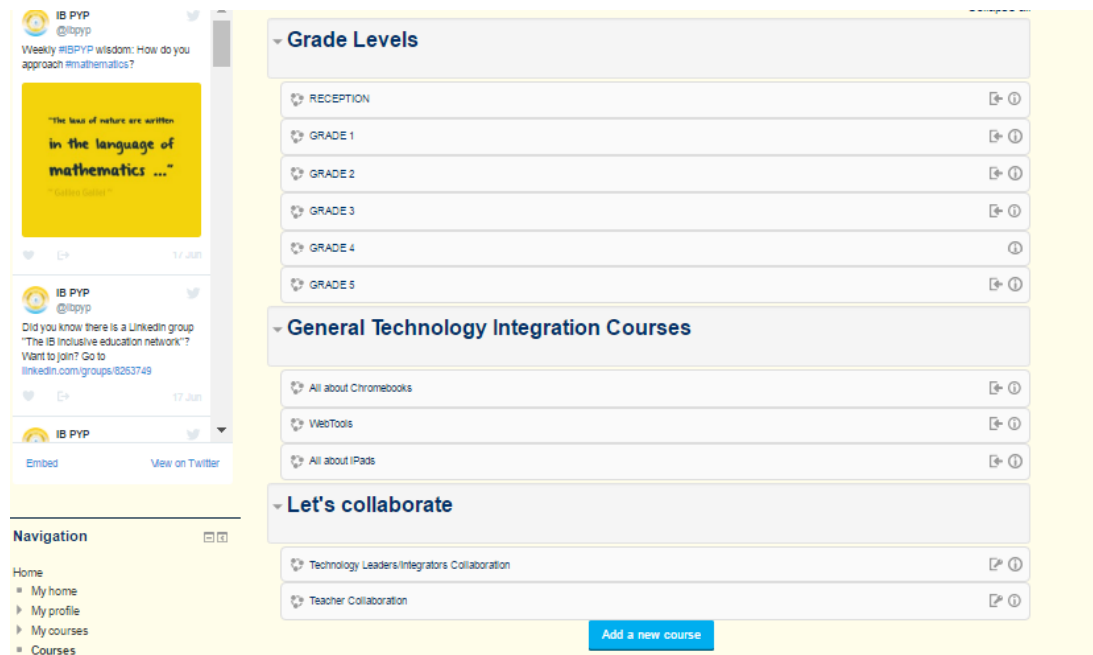 IB PYP
@ibpyp
Weekly #IBPYP wisdom: How do you
approach #mathematics?
"The laws of nature are written
in the language of
mathematics ..."
17 Jun
IB PYP
@ibpyp
Did you know there is a LinkedIn group
"The IB inclusive education network"?
Want to join? Go to
linkedin.com/groups/8263749
17 Jun
IB PYP
Embed
View on Twitter
Navigation
Home
My home
My profile
My courses
Courses
Grade Levels
RECEPTION
GRADE 1
GRADE 2
GRADE 3
GRADE 4
GRADE 5
General Technology Integration Courses
All about Chromebooks
WebTools
All about iPads
Let's collaborate
Technology Leaders/Integrators Collaboration
Teacher Collaboration
Add a new course